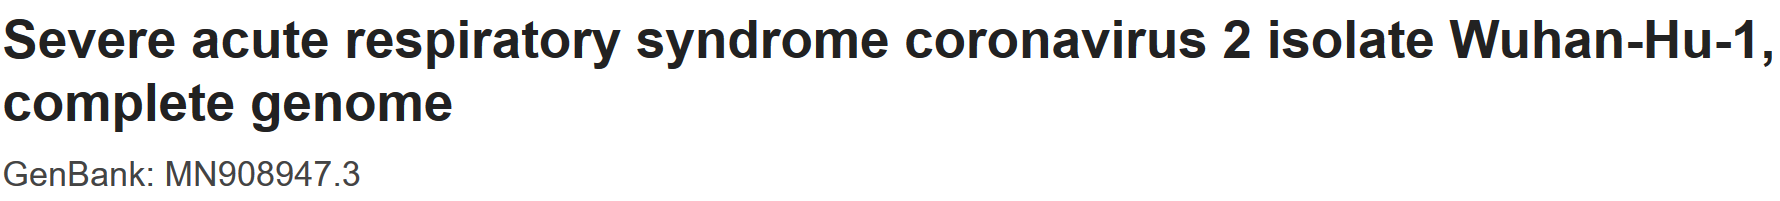 Severe acute respiratory syndrome coronavirus 2 isolate Wuhan-Hu-1,
complete genome
GenBank: MN908947.3